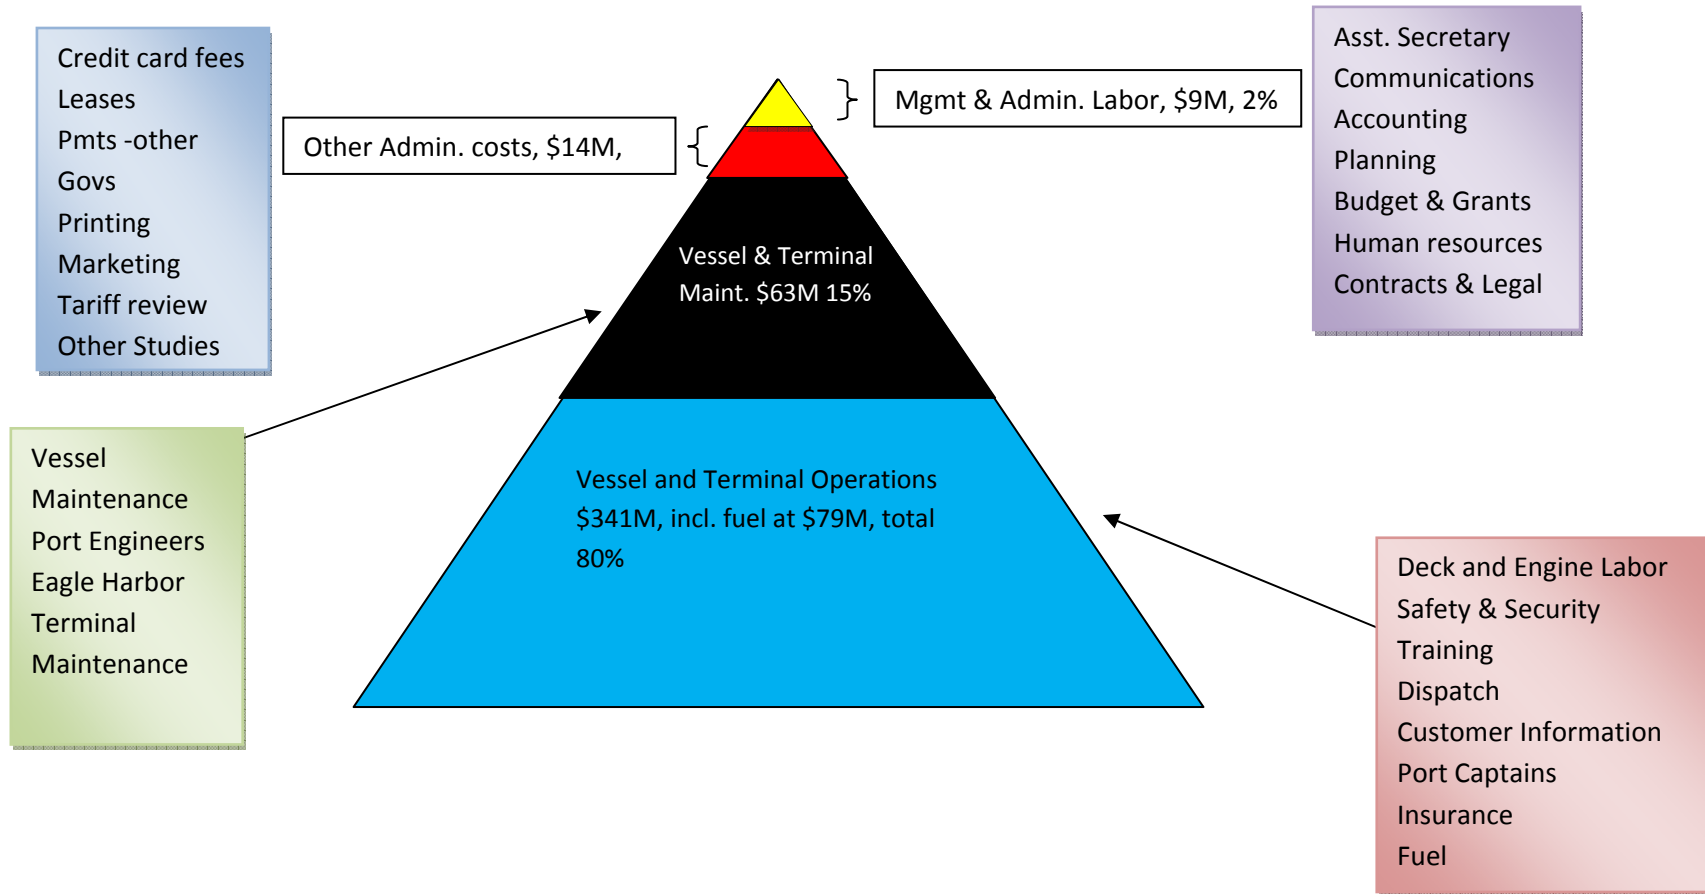 Credit card fees
Leases
Pmts -other
Govs
Printing
Marketing
Tariff review
Other Studies
Other Admin. costs, $14M,
Mgmt & Admin. Labor, $9M, 2%
Asst. Secretary
Communications
Accounting
Planning
Budget & Grants
Human resources
Contracts & Legal
Vessel & Terminal
Maint. $63M 15%
Vessel
Maintenance
Port Engineers
Eagle Harbor
Terminal
Maintenance
Vessel and Terminal Operations
$341M, incl. fuel at $79M, total
80%
Deck and Engine Labor
Safety & Security
Training
Dispatch
Customer Information
Port Captains
Insurance
Fuel